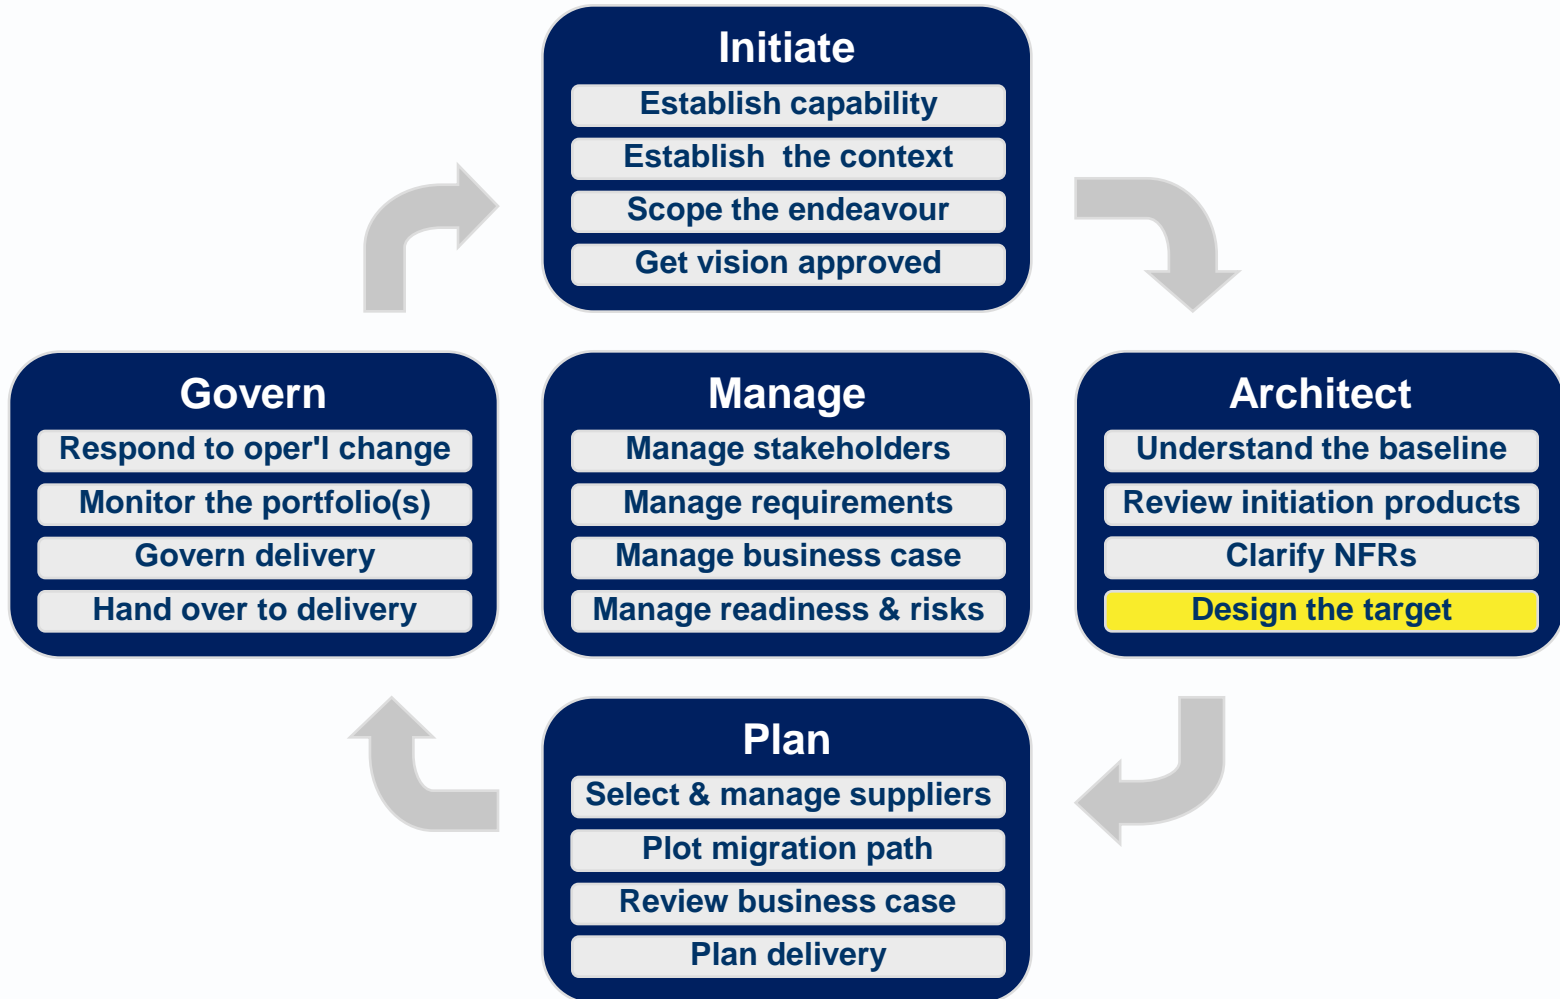 Initiate
Establish capability
Establish  the context
Scope the endeavour
Get vision approved
Govern
Respond to oper'l change
Monitor the portfolio(s)
Govern delivery
Hand over to delivery
Manage
Manage stakeholders
Manage requirements
Manage business case
Manage readiness & risks
Architect
Understand the baseline
Review initiation products
Clarify NFRs
Design the target
Plan
Select & manage suppliers
Plot migration path
Review business case
Plan delivery